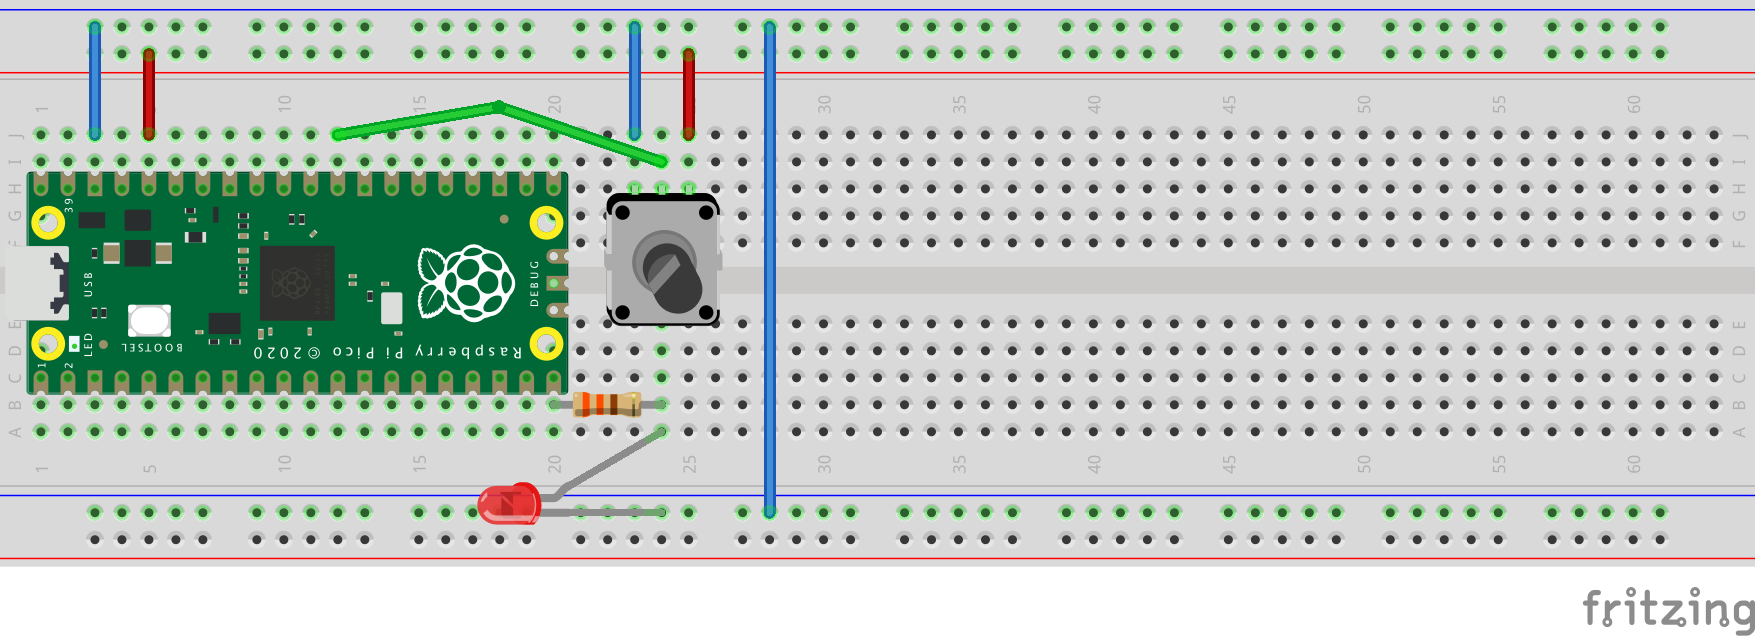 1 10 15 20 30 35 40 45 50 55 60
J J
I I
H H
G G
F F
39
USB
DEBUG
LED
BOOTSEL
Raspberry Pi Pico © 2020
1 2
E E
D D
C C
B B
A A
1 5 10 15 20 25 30 35 40 45 50 55 60
fritzing